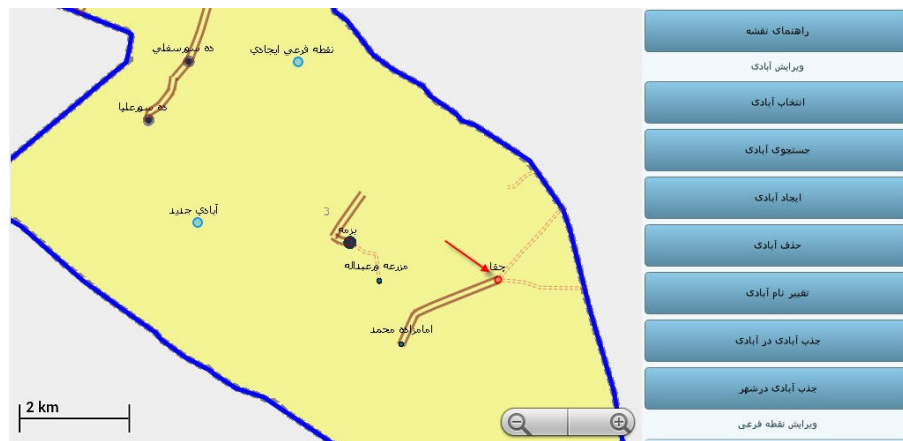 ده سورسفلي
نقطه فرعي ايجادي
ده سورعليا
آبادي جديد
3
بزمه
مزرعه ورعبداله
چقا
امامزاده محمد
2 km
راهنمای نقشه
ویرایش آبادی
انتخاب آبادی
جستجوی آبادی
ایجاد آبادی
حذف آبادی
تغییر نام آبادی
جذب آبادی در آبادی
جذب آبادی درشهر
ویرایش نقطه فرعی